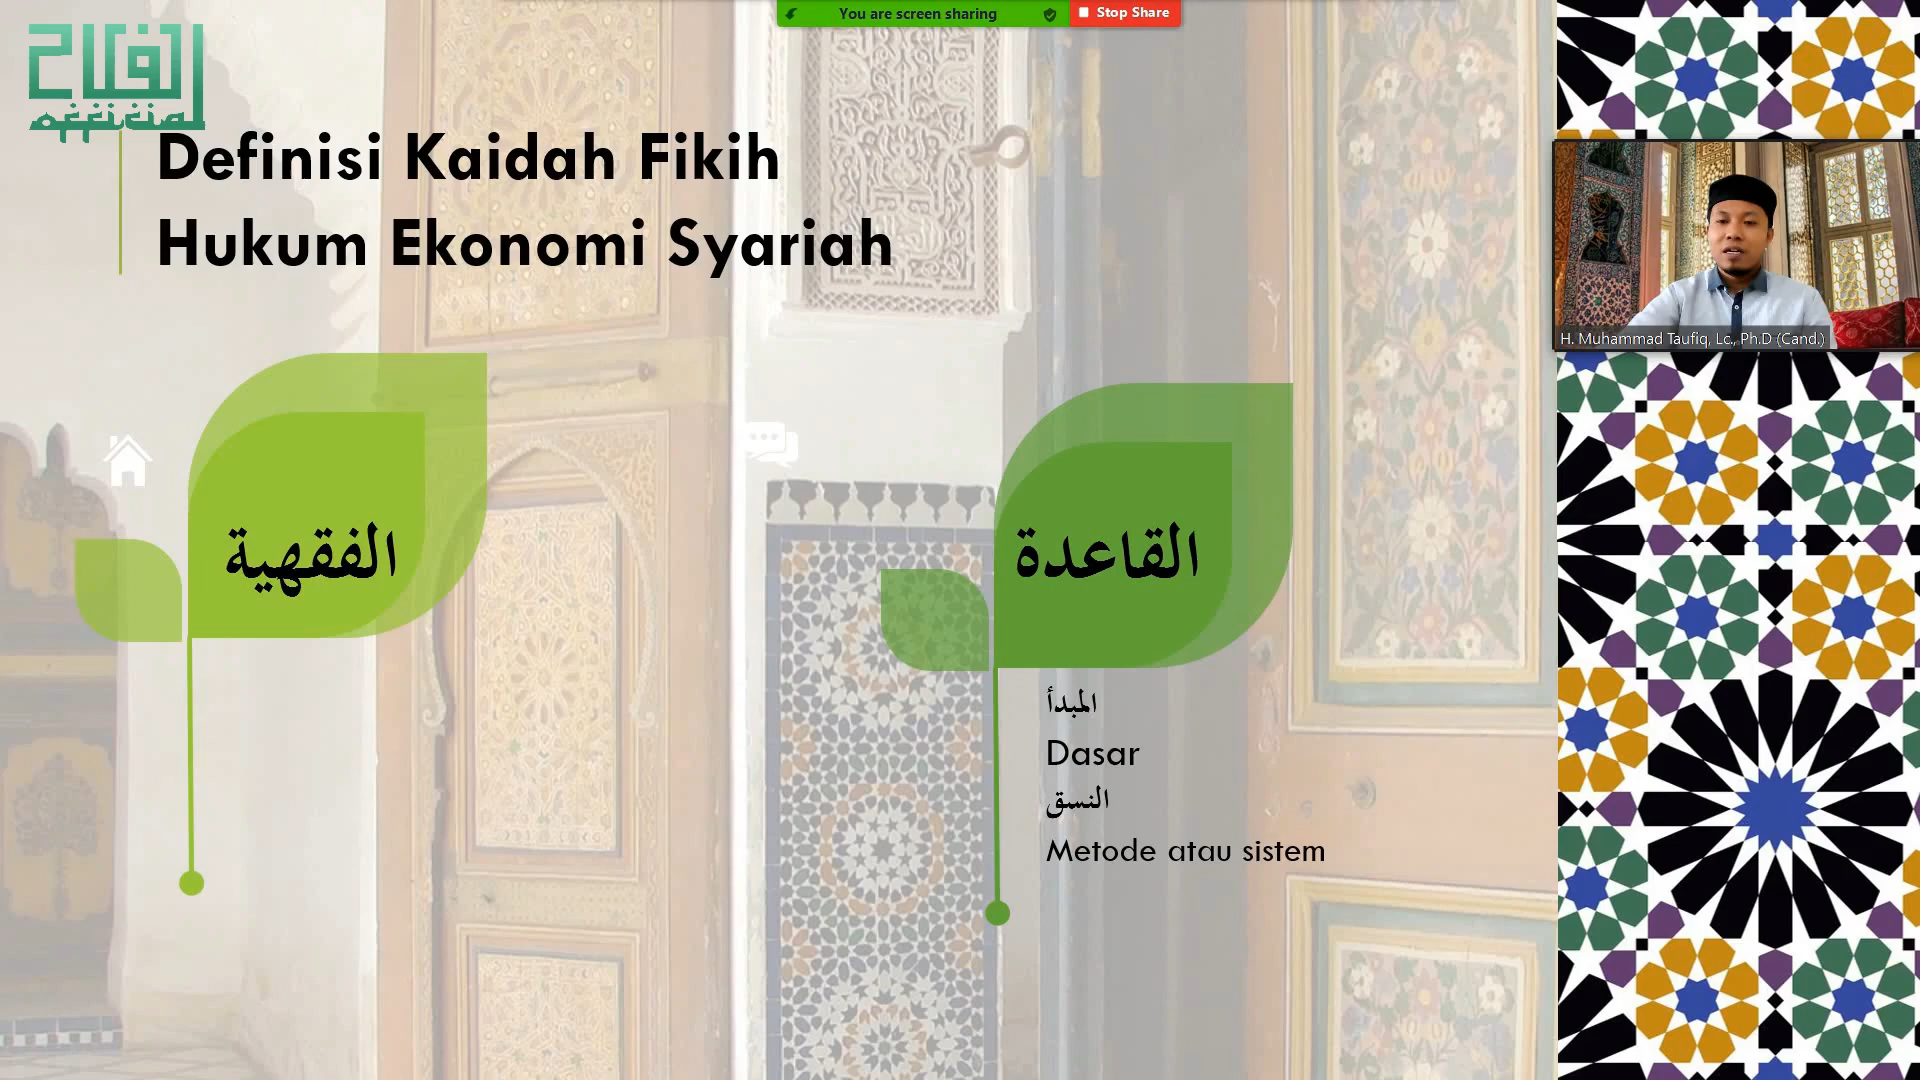 You are screen sharing
Stop Share
الفلاح
official
Definisi Kaidah Fikih
Hukum Ekonomi Syariah
H. Muhammad Taufiq, Lc., Ph.D (Cand.)
القاعدة
الفقهية
المبدأ
Dasar
النسق
Metode atau sistem